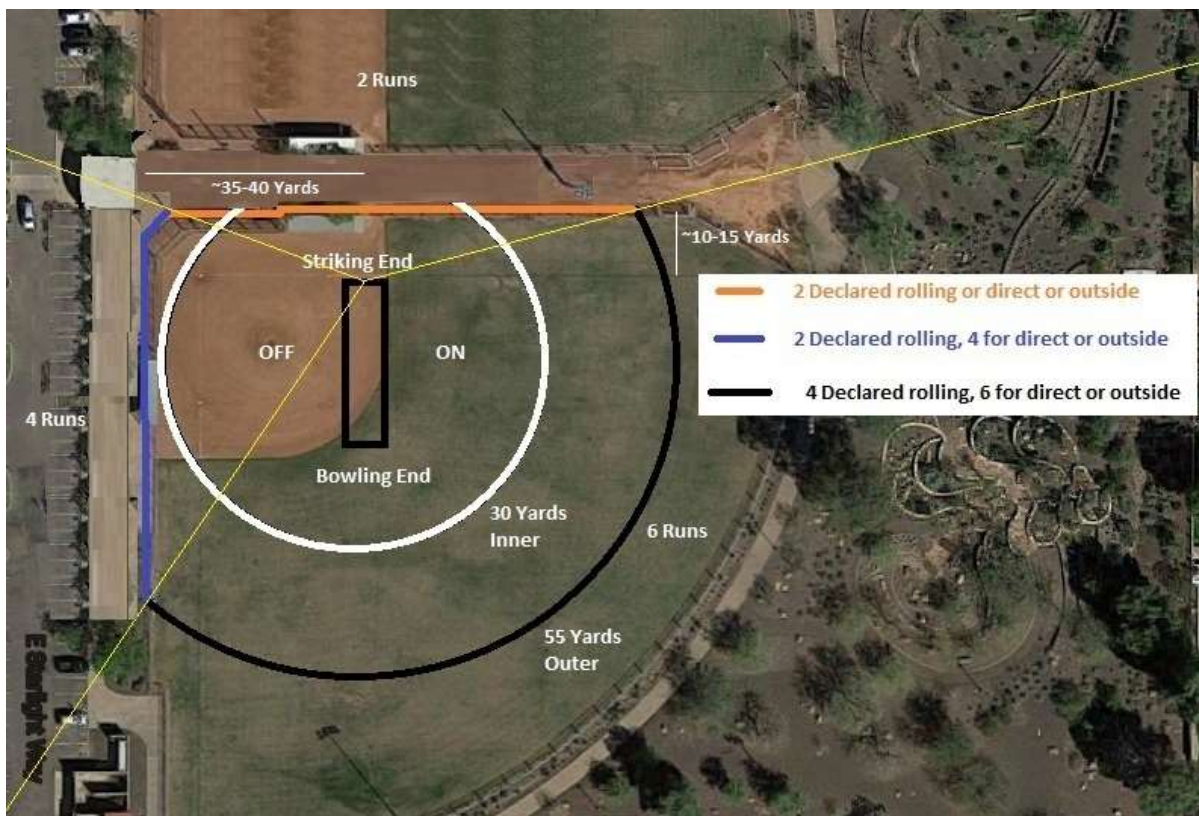 2 Runs
~35-40 Yards
~10-15 Yards
Striking End
2 Declared rolling or direct or outside
2 Declared rolling, 4 for direct or outside
4 Declared rolling, 6 for direct or outside
OFF
ON
4 Runs
Bowling End
30 Yards
Inner
6 Runs
55 Yards
Outer
E Starlight Way